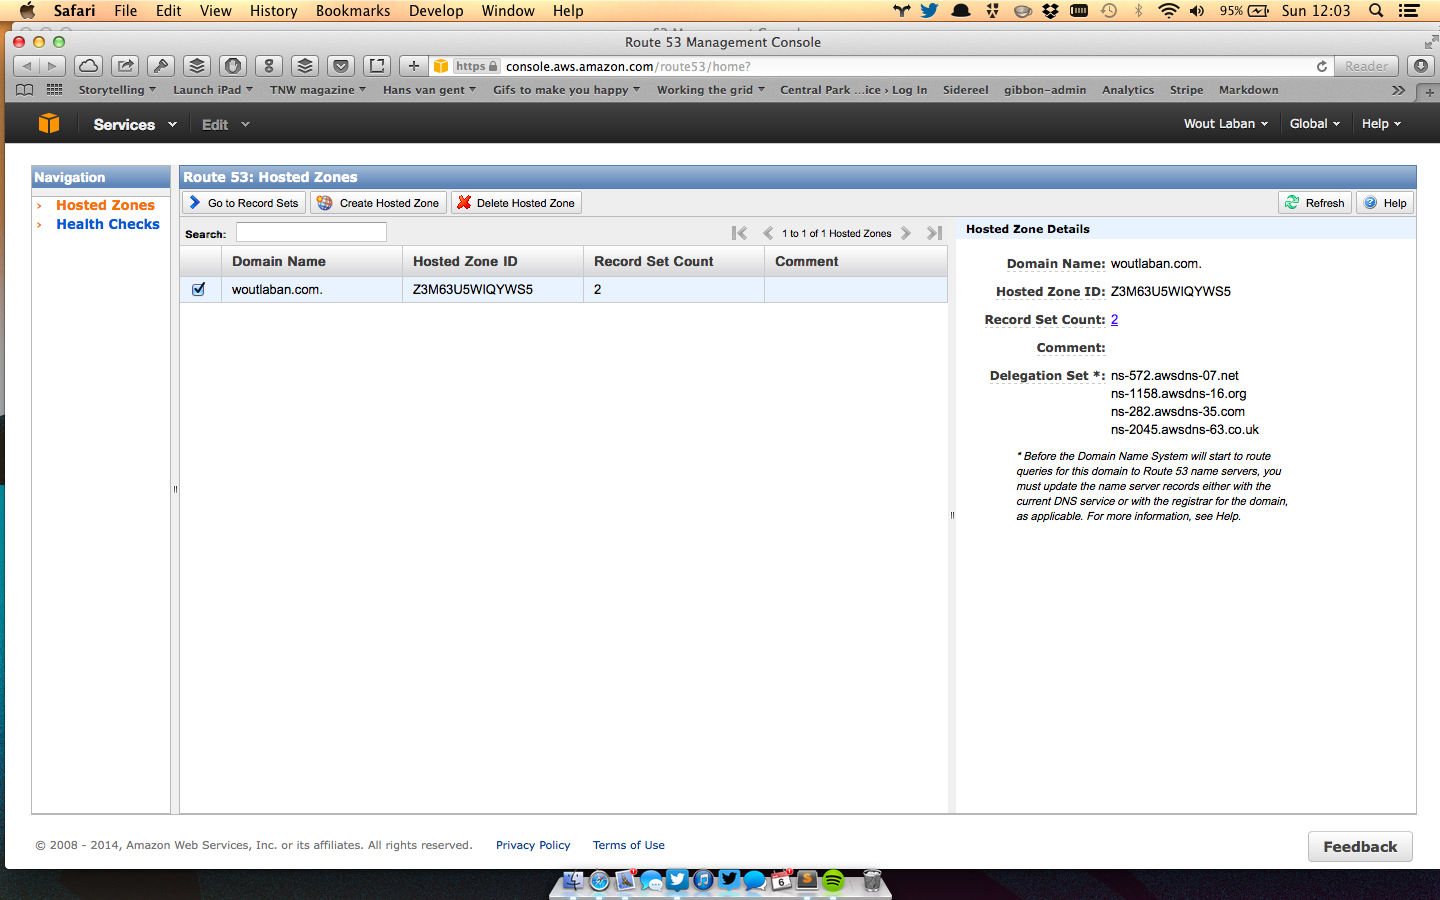 Safari File Edit View History Bookmarks Develop Window Help 95% Sun 12:03
Route 53 Management Console
https console.aws.amazon.com/route53/home? Reader
Storytelling Launch iPad TNW magazine Hans van gent Gifs to make you happy Working the grid Central Park ...ice › Log In Sidereel gibbon-admin Analytics Stripe Markdown
Services Edit Wout Laban Global Help
Navigation
Hosted Zones
Health Checks
Route 53: Hosted Zones
Go to Record Sets Create Hosted Zone Delete Hosted Zone Refresh Help
Search: 1 to 1 of 1 Hosted Zones
Domain Name Hosted Zone ID Record Set Count Comment
woutlaban.com. Z3M63U5WIQYWS5 2
Hosted Zone Details
Domain Name: woutlaban.com.
Hosted Zone ID: Z3M63U5WIQYWS5
Record Set Count: 2
Comment:
Delegation Set *: ns-572.awsdns-07.net
ns-1158.awsdns-16.org
ns-282.awsdns-35.com
ns-2045.awsdns-63.co.uk
* Before the Domain Name System will start to route
queries for this domain to Route 53 name servers, you
must update the name server records either with the
current DNS service or with the registrar for the domain,
as applicable. For more information, see Help.
© 2008 - 2014, Amazon Web Services, Inc. or its affiliates. All rights reserved. Privacy Policy Terms of Use
Feedback
6